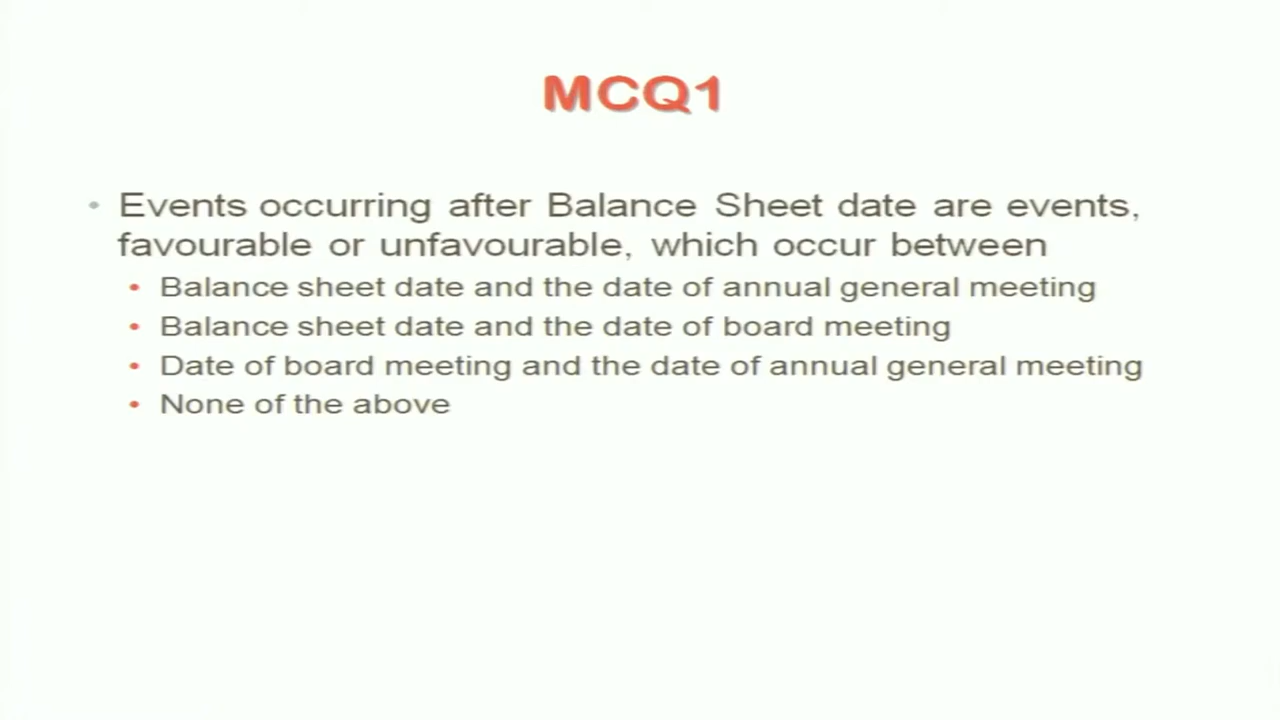 MCQ1
• Events occurring after Balance Sheet date are events,
favourable or unfavourable, which occur between
• Balance sheet date and the date of annual general meeting
• Balance sheet date and the date of board meeting
• Date of board meeting and the date of annual general meeting
• None of the above